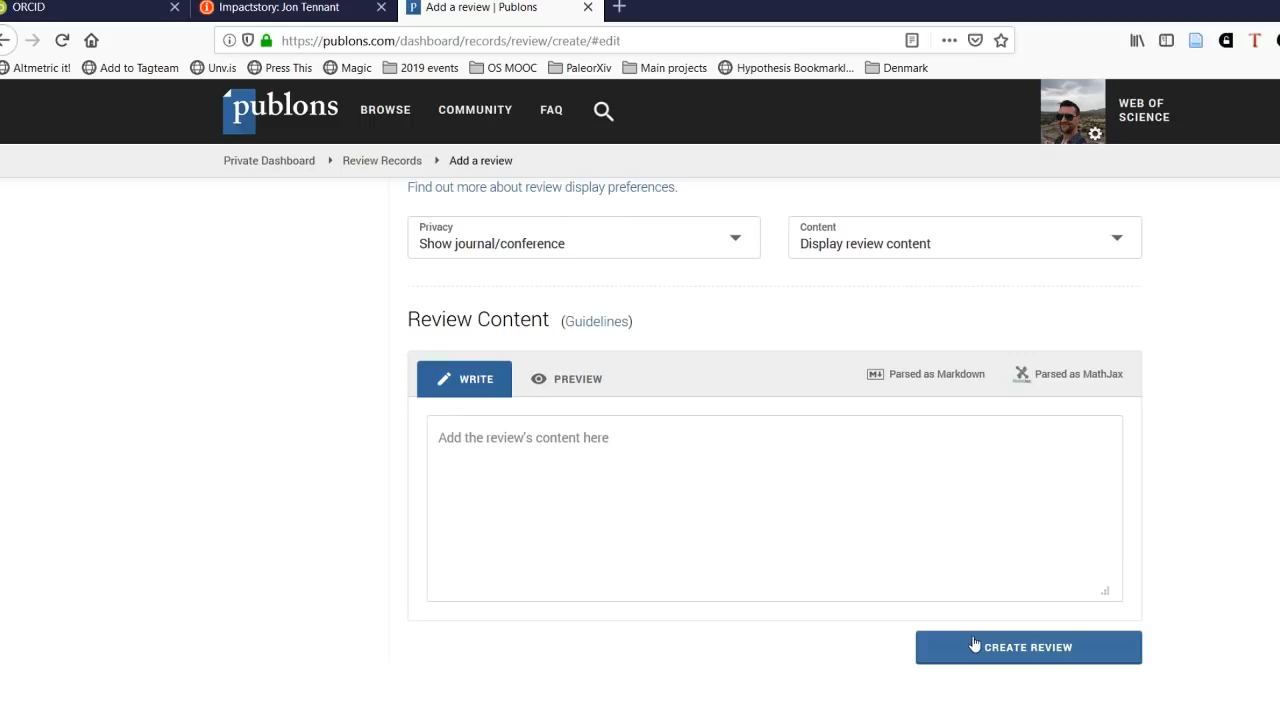 ORCID
Impactstory: Jon Tennant
Add a review | Publons
https://publons.com/dashboard/records/review/create/#edit
Altmetric it!
Add to Tagteam
Unv.is
Press This
Magic
2019 events
OS MOOC
PaleorXiv
Main projects
Hypothesis Bookmarkl...
Denmark
publons
BROWSE
COMMUNITY
FAQ
WEB OF
SCIENCE
Private Dashboard
Review Records
Add a review
Find out more about review display preferences.
Privacy
Show journal/conference
Content
Display review content
Review Content (Guidelines)
WRITE
PREVIEW
Parsed as Markdown
Parsed as MathJax
Add the review's content here
CREATE REVIEW